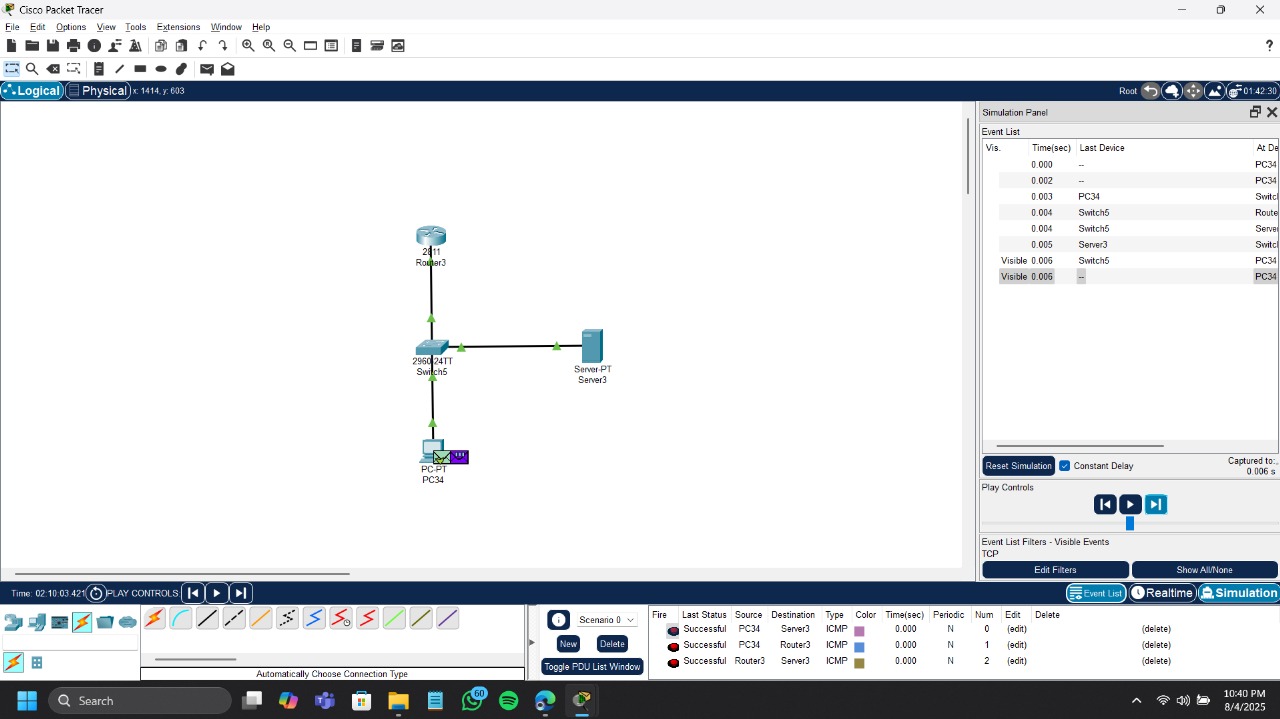 Cisco Packet Tracer
File Edit Options View Tools Extensions Window Help
?
Logical Physical x: 1414, y: 603 Root 01:42:30
Simulation Panel
Event List
Vis. Time(sec) Last Device At De
0.000 -- PC34
0.002 -- PC34
0.003 PC34 Switc
0.004 Switch5 Route
0.004 Switch5 Serve
0.005 Server3 Switc
Visible 0.006 Switch5 PC34
Visible 0.006 -- PC34
2811
Router3
2960-24TT
Switch5
Server-PT
Server3
PC-PT
PC34
Reset Simulation Constant Delay Captured to:
0.006 s
Play Controls
Event List Filters - Visible Events
TCP
Edit Filters Show All/None
Time: 02:10:03.421 PLAY CONTROLS: Event List Realtime Simulation
Scenario 0
New Delete
Toggle PDU List Window
Automatically Choose Connection Type
Fire Last Status Source Destination Type Color Time(sec) Periodic Num Edit Delete
Successful PC34 Server3 ICMP 0.000 N 0 (edit) (delete)
Successful PC34 Router3 ICMP 0.000 N 1 (edit) (delete)
Successful Router3 Server3 ICMP 0.000 N 2 (edit) (delete)
Search 60 10:40 PM
8/4/2025